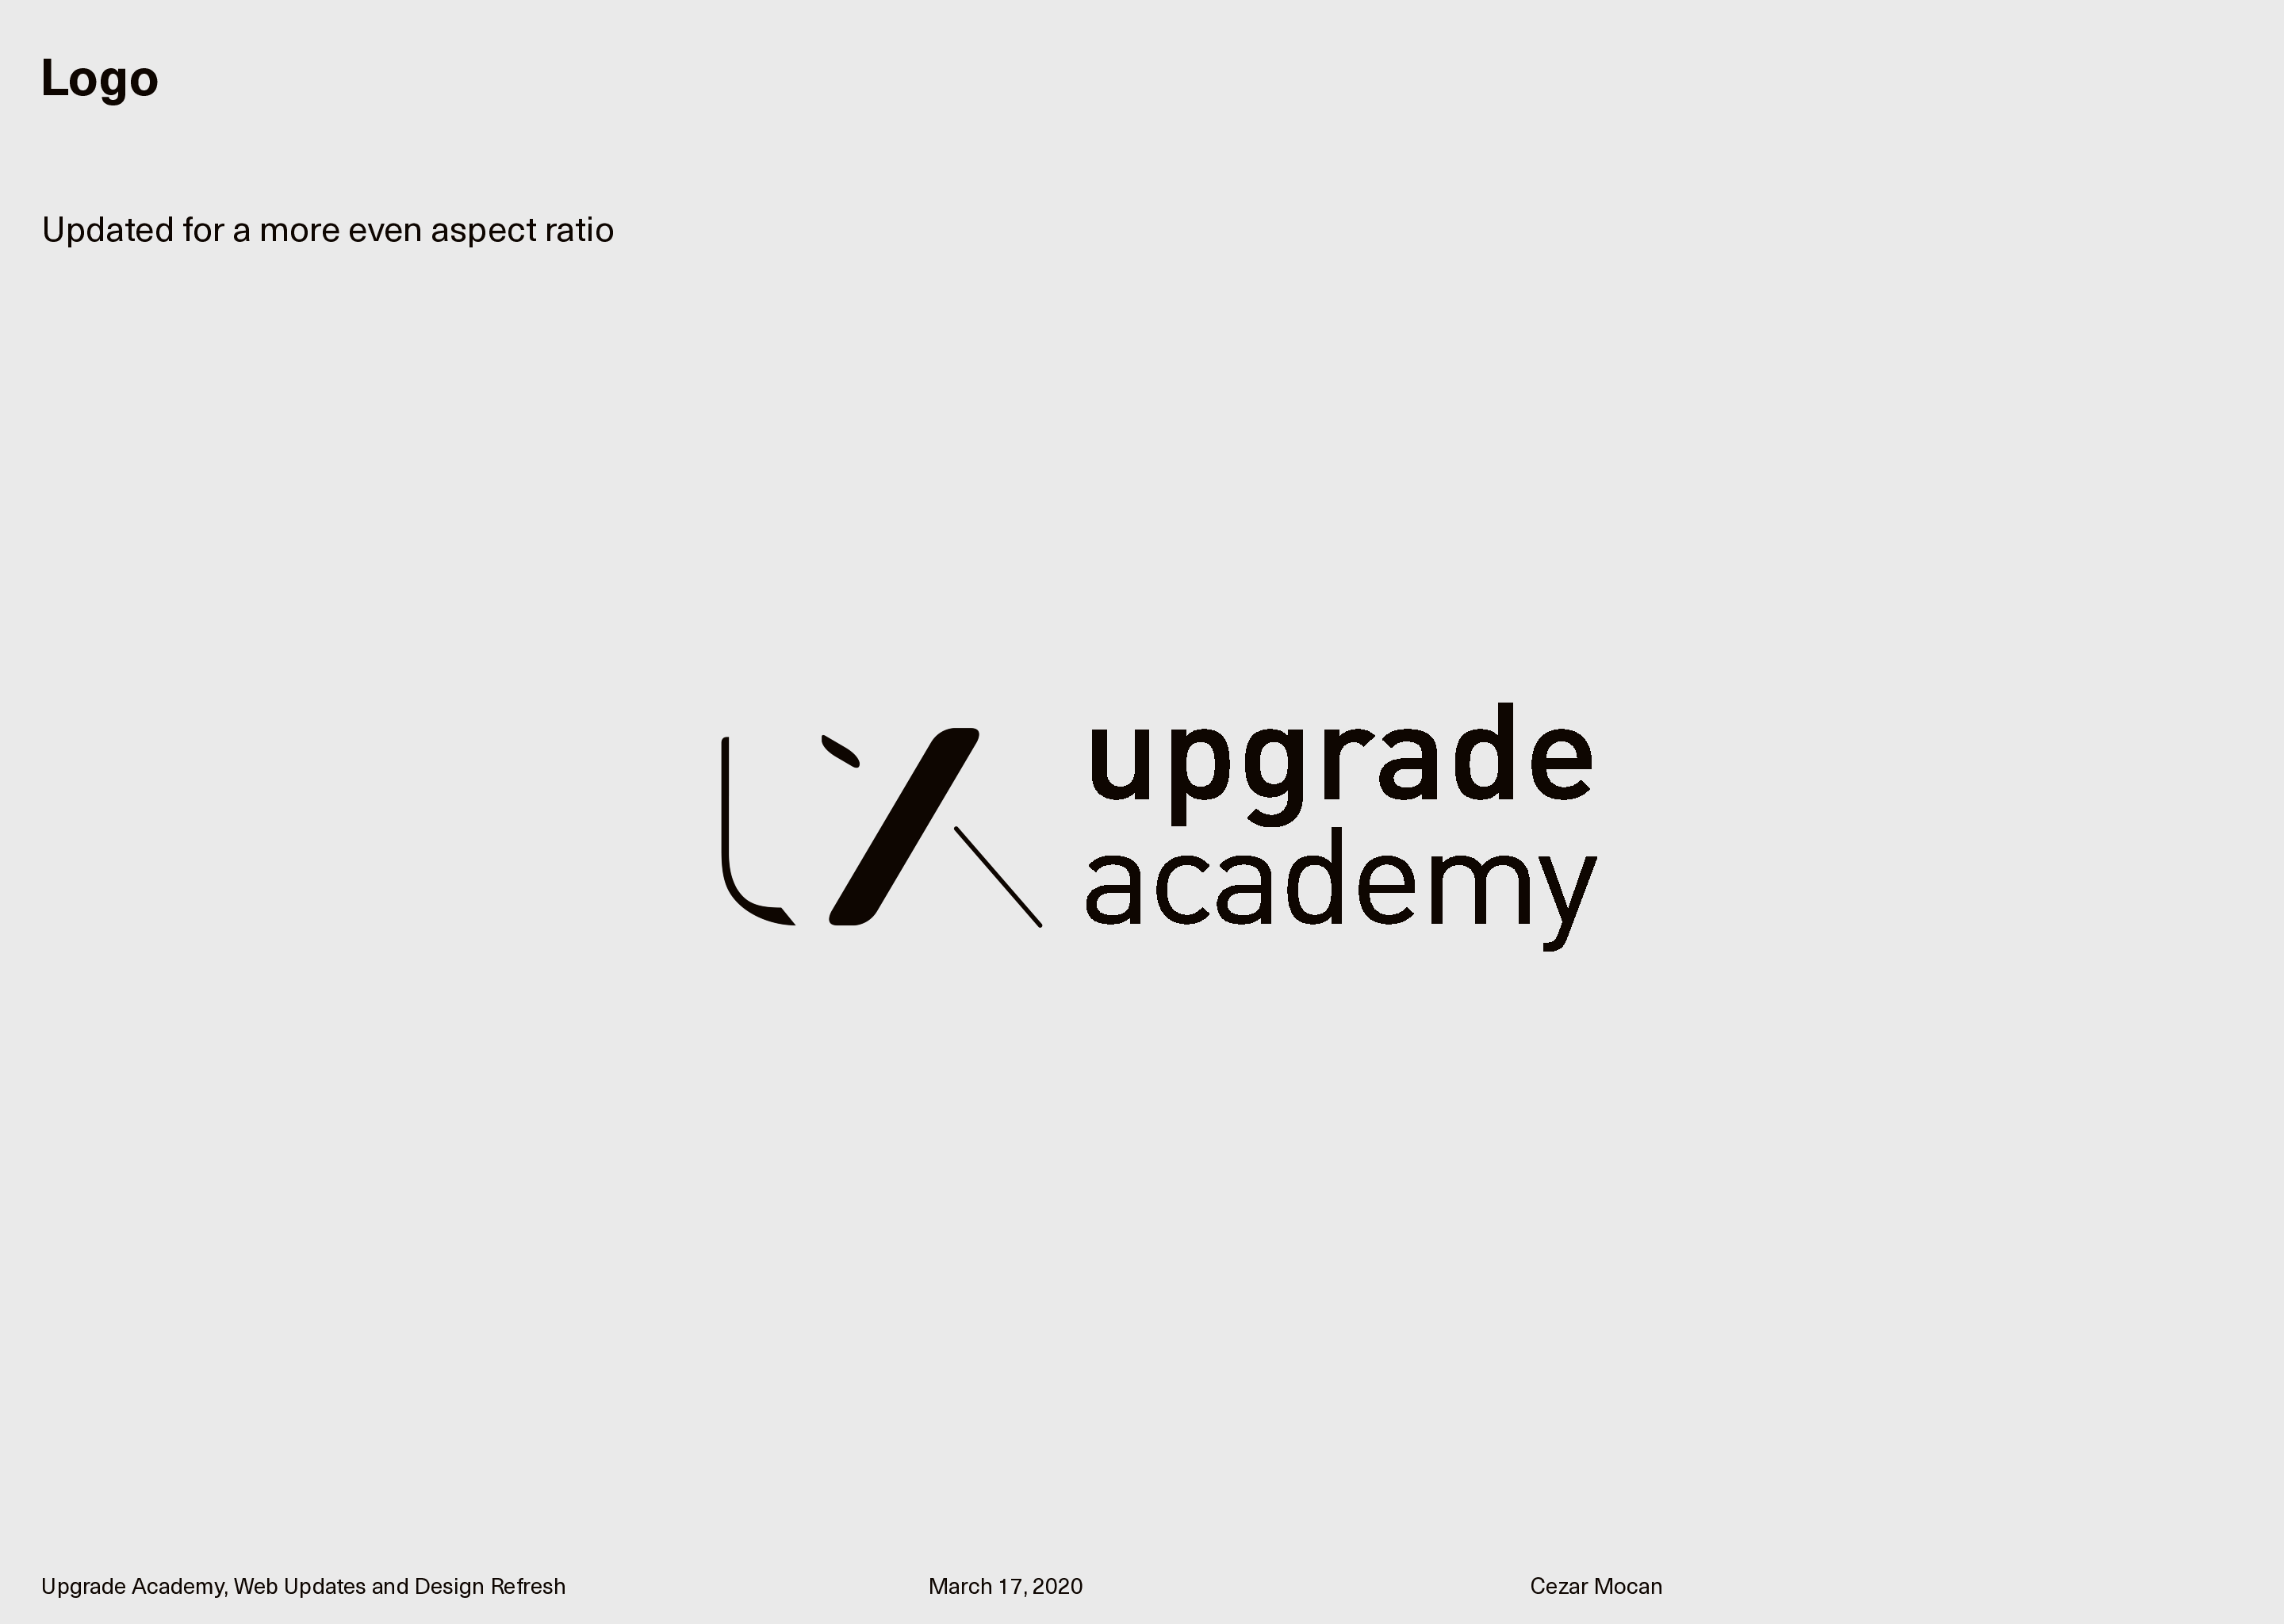 Logo
Updated for a more even aspect ratio
upgrade
academy
Upgrade Academy, Web Updates and Design Refresh
March 17, 2020
Cezar Mocan